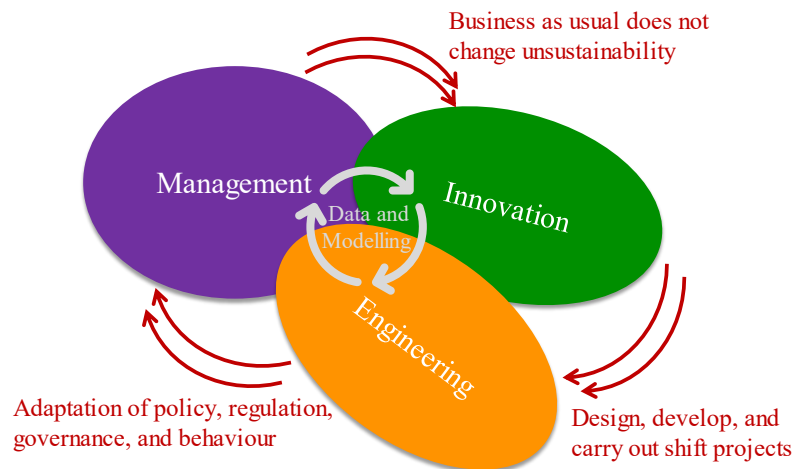 Business as usual does not
change unsustainability
Management
Innovation
Data and
Modelling
Engineering
Adaptation of policy, regulation,
governance, and behaviour
Design, develop, and
carry out shift projects